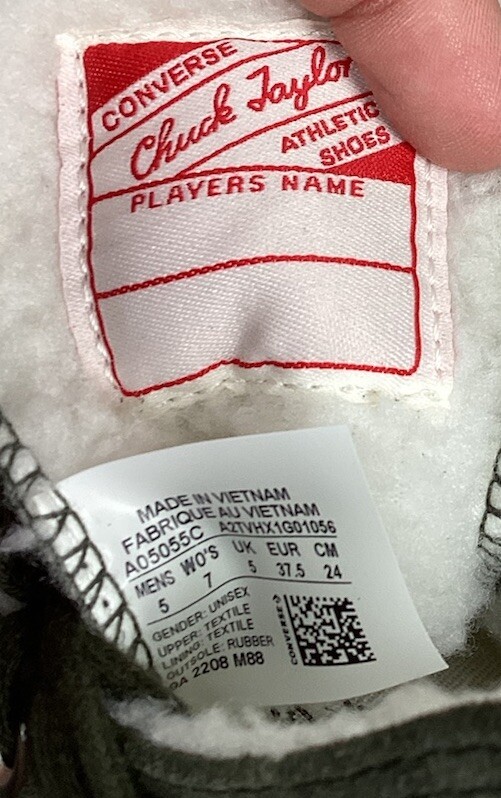 CONVERSE
Chuck Taylor
ATHLETIC
SHOES
PLAYERS NAME
MADE IN VIETNAM
FABRIQUE AU VIETNAM
A05055C A2TVHX1G01056
MENS WO'S UK EUR CM
5 7 5 37.5 24
GENDER: UNISEX
UPPER: TEXTILE
LINING: TEXTILE
OUTSOLE: RUBBER
2208 M88
CONVERSE